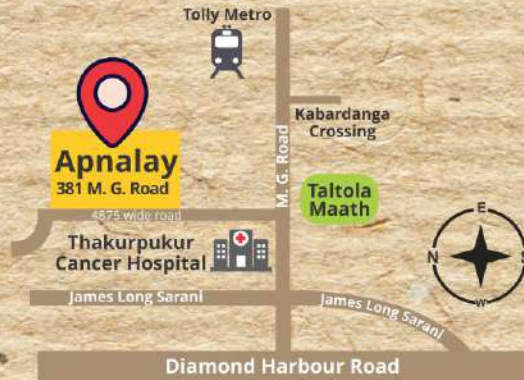 Tolly Metro
Kabardanga
Crossing
M. G. Road
Apnalay
381 M. G. Road
Taltola
Maath
4875 wide road
Thakurpukur
Cancer Hospital
E
N
S
W
James Long Sarani
James Long Sarani
Diamond Harbour Road